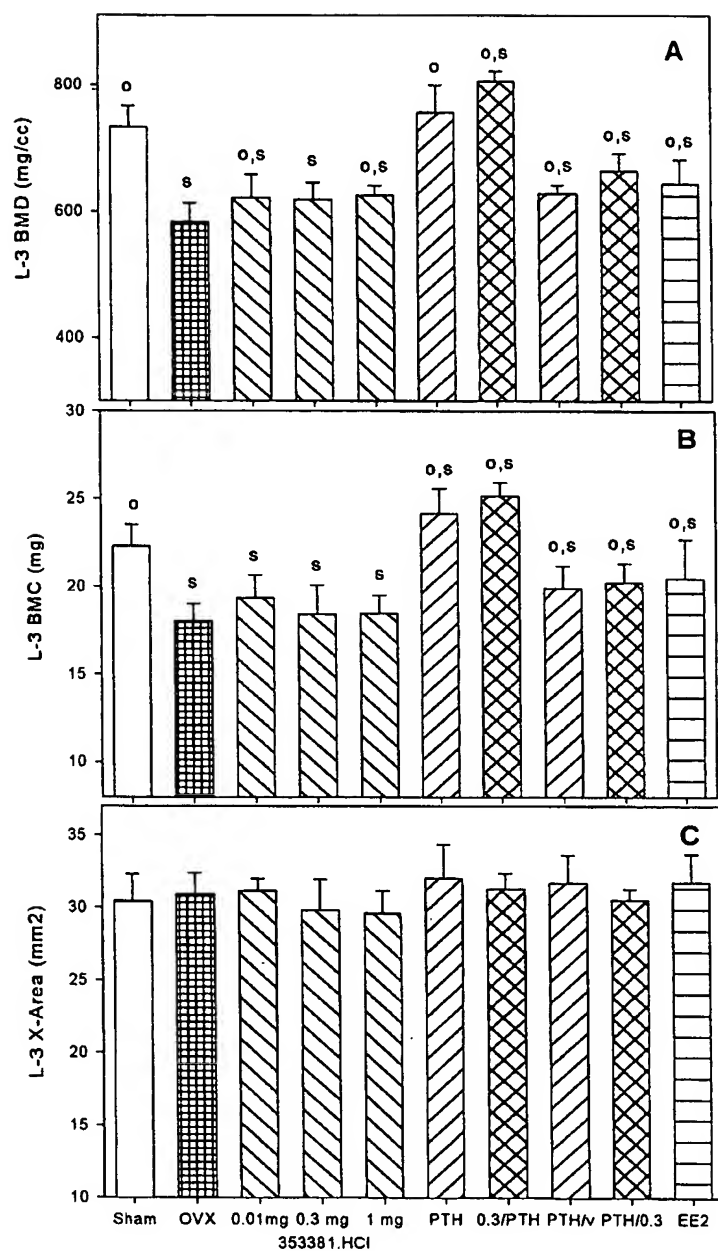 A
L-3 BMD (mg/cc)
800
600
400
o
s
o,s
s
o,s
o
o,s
o,s
o,s
o,s
B
L-3 BMC (mg)
30
25
20
15
10
o
s
s
s
s
o,s
o,s
o,s
o,s
o,s
C
L-3 X-Area (mm2)
35
30
25
20
15
10
Sham OVX 0.01mg 0.3 mg 1 mg PTH 0.3/PTH PTH/v PTH/0.3 EE2
353381.HCl